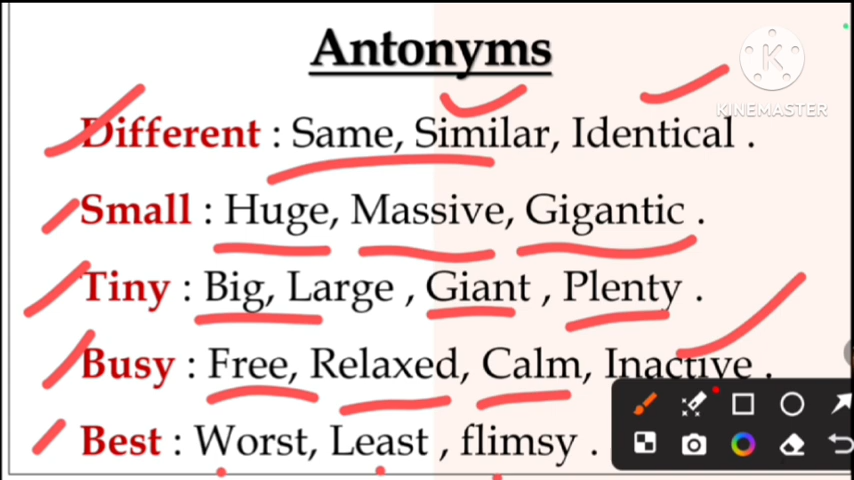 Antonyms
KINEMASTER
Different : Same, Similar, Identical .
Small : Huge, Massive, Gigantic .
Tiny : Big, Large , Giant , Plenty .
Busy : Free, Relaxed, Calm, Inactive .
Best : Worst, Least , flimsy .